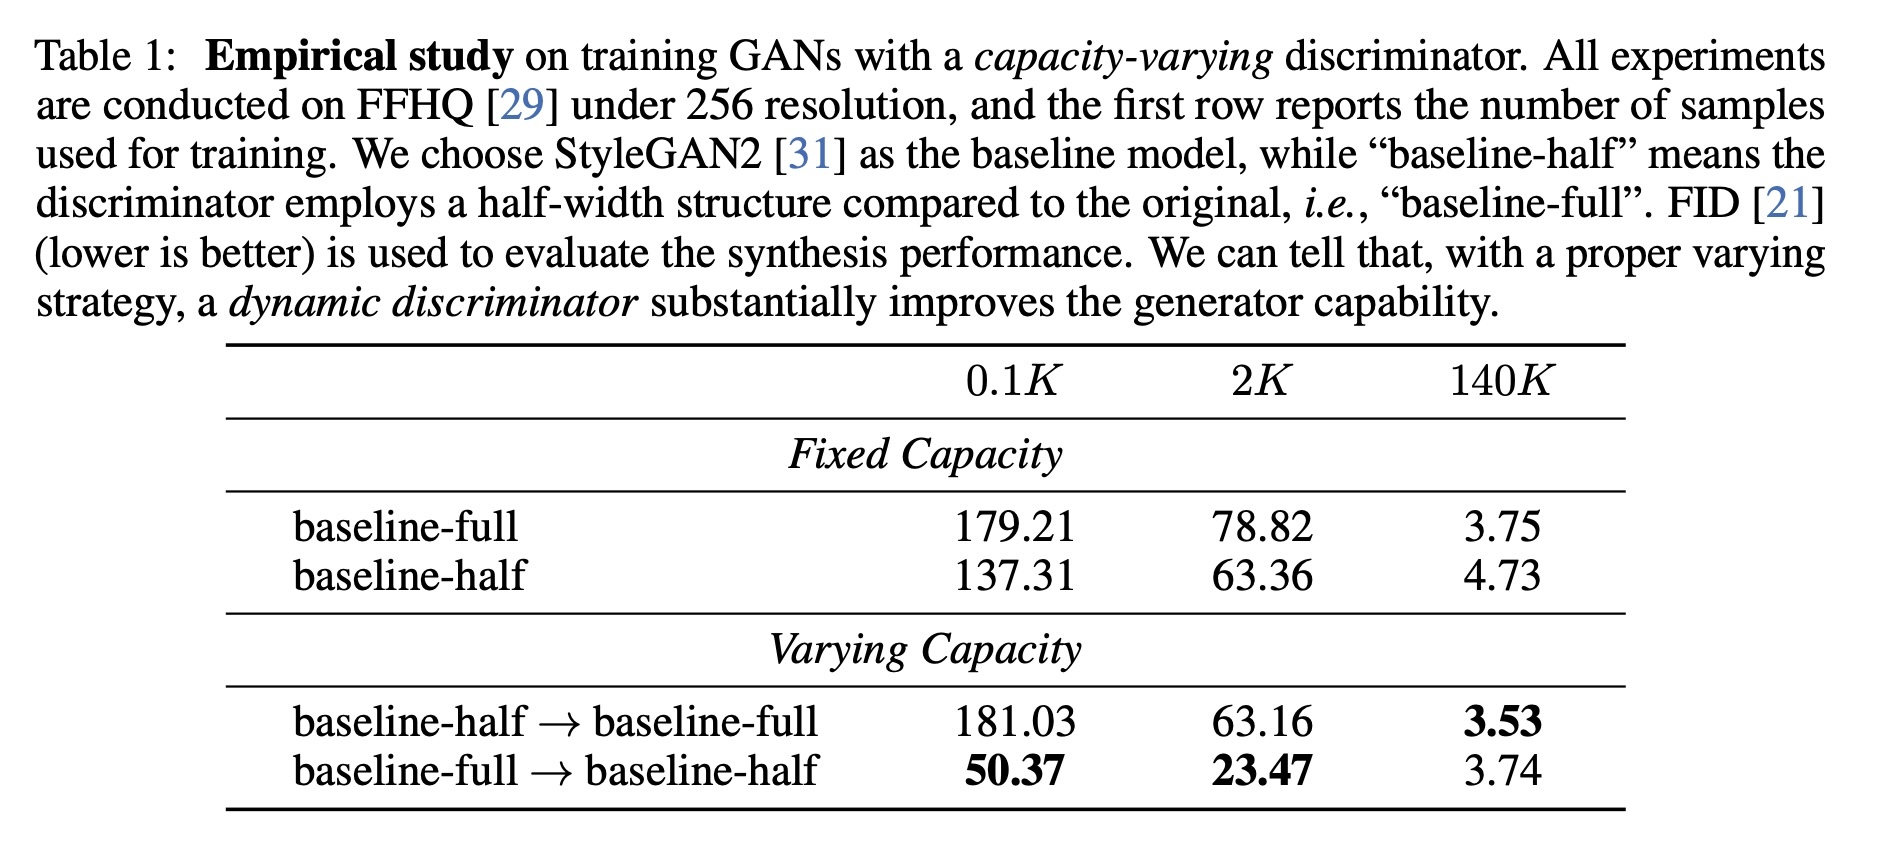 Table 1: Empirical study on training GANs with a capacity-varying discriminator. All experiments
are conducted on FFHQ [29] under 256 resolution, and the first row reports the number of samples
used for training. We choose StyleGAN2 [31] as the baseline model, while “baseline-half” means the
discriminator employs a half-width structure compared to the original, i.e., “baseline-full”. FID [21]
(lower is better) is used to evaluate the synthesis performance. We can tell that, with a proper varying
strategy, a dynamic discriminator substantially improves the generator capability.
0.1K 2K 140K
Fixed Capacity
baseline-full 179.21 78.82 3.75
baseline-half 137.31 63.36 4.73
Varying Capacity
baseline-half → baseline-full 181.03 63.16 3.53
baseline-full → baseline-half 50.37 23.47 3.74